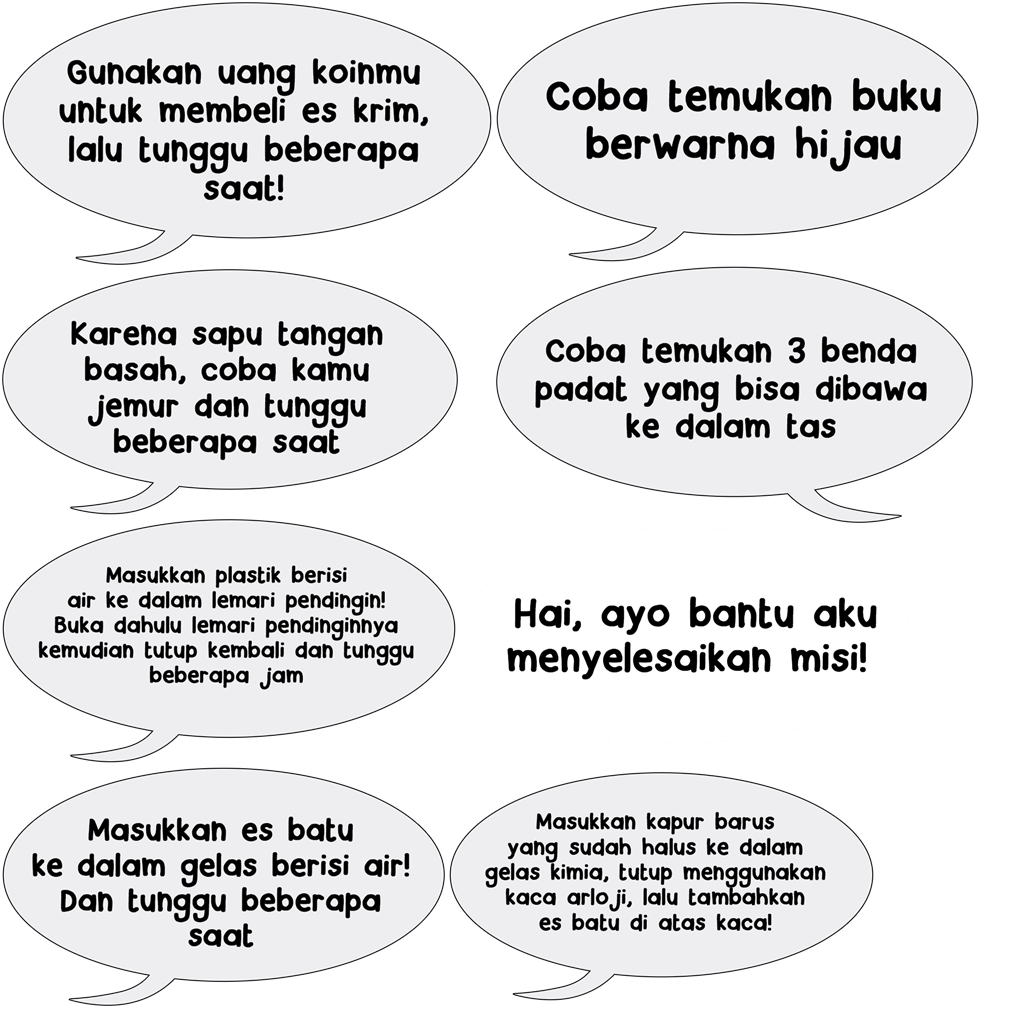 Gunakan uang koinmu
untuk membeli es krim,
lalu tunggu beberapa
saat!
Coba temukan buku
berwarna hijau
Karena sapu tangan
basah, coba kamu
jemur dan tunggu
beberapa saat
Coba temukan 3 benda
padat yang bisa dibawa
ke dalam tas
Masukkan plastik berisi
air ke dalam lemari pendingin!
Buka dahulu lemari pendinginnya
kemudian tutup kembali dan tunggu
beberapa jam
Hai, ayo bantu aku
menyelesaikan misi!
Masukkan es batu
ke dalam gelas berisi air!
Dan tunggu beberapa
saat
Masukkan kapur barus
yang sudah halus ke dalam
gelas kimia, tutup menggunakan
kaca arloji, lalu tambahkan
es batu di atas kaca!